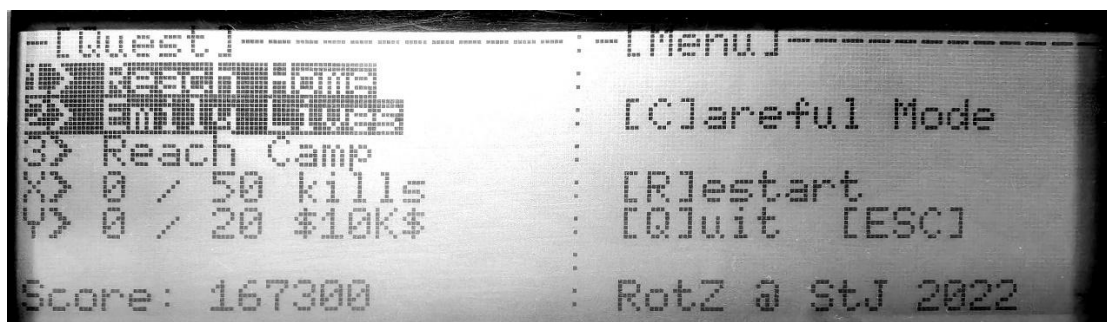 -[Quest]--------------------- : -[Menu]------------------
1> Reach Home :
2> Emily Lives : [C]areful Mode
3> Reach Camp :
X> 0 / 50 kills : [R]estart
Y> 0 / 20 $10K$ : [Q]uit [ESC]
:
Score: 167300 : RotZ @ StJ 2022